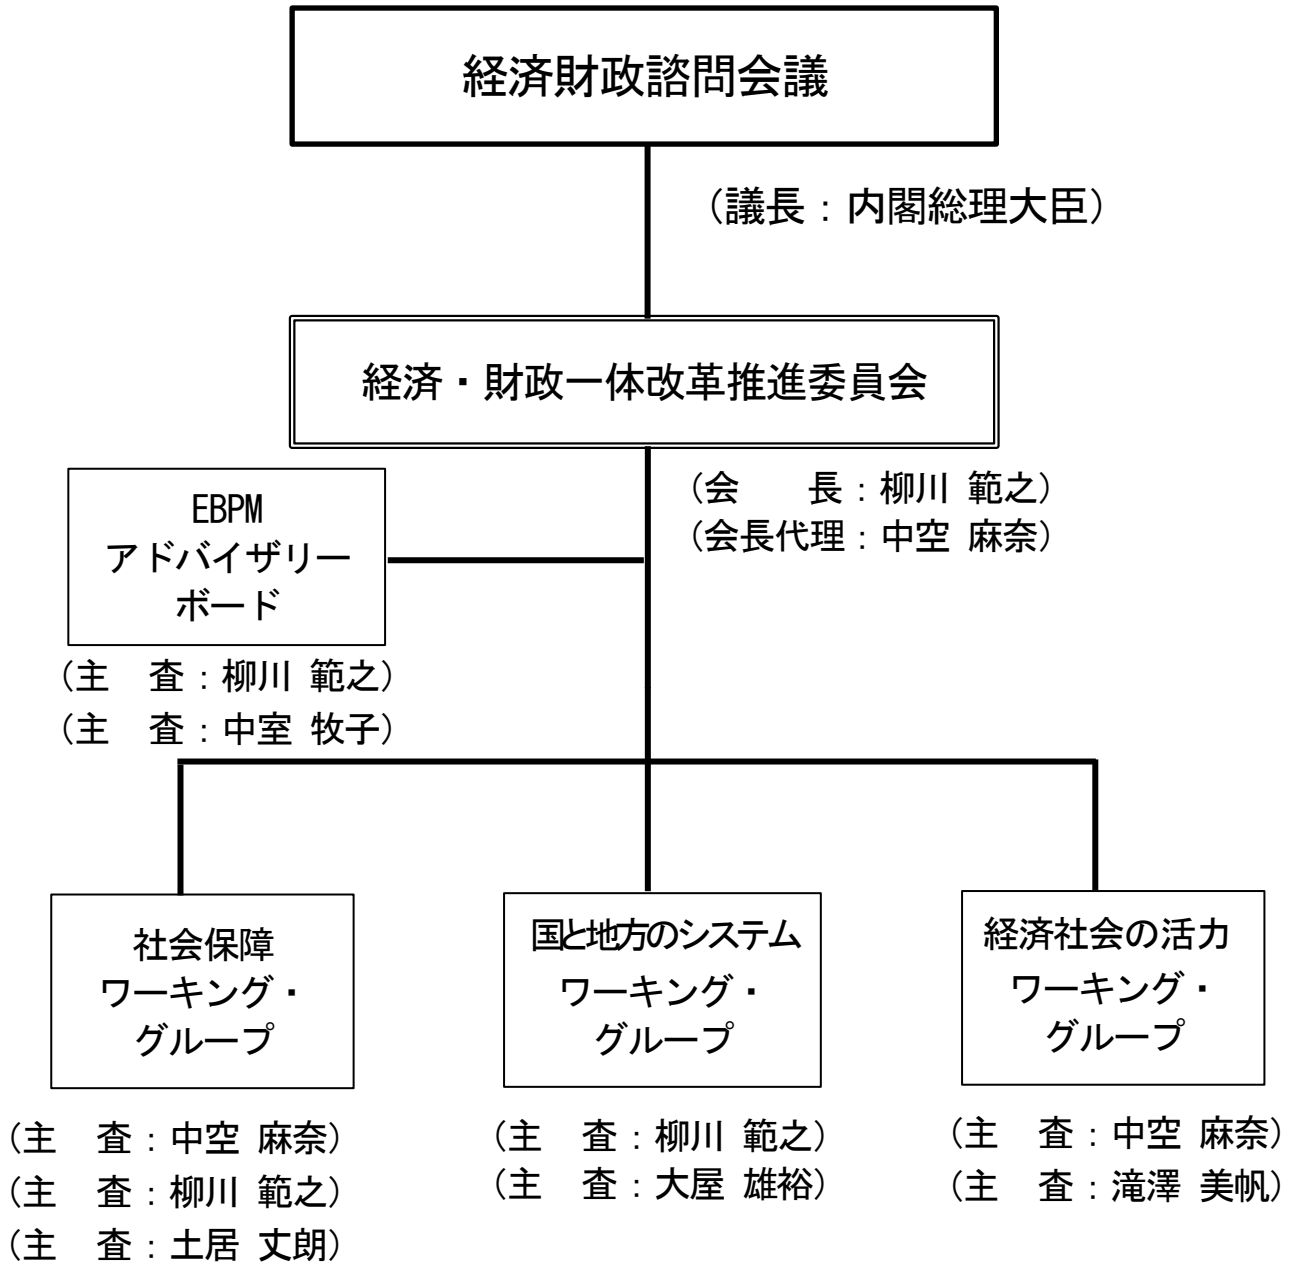 経済財政諮問会議
（議長：内閣総理大臣）
経済・財政一体改革推進委員会
（会　　長：柳川 範之）
（会長代理：中空 麻奈）
EBPM
アドバイザリー
ボード
（主　査：柳川 範之）
（主　査：中室 牧子）
社会保障
ワーキング・
グループ
（主　査：中空 麻奈）
（主　査：柳川 範之）
（主　査：土居 丈朗）
国と地方のシステム
ワーキング・
グループ
（主　査：柳川 範之）
（主　査：大屋 雄裕）
経済社会の活力
ワーキング・
グループ
（主　査：中空 麻奈）
（主　査：滝澤 美帆）